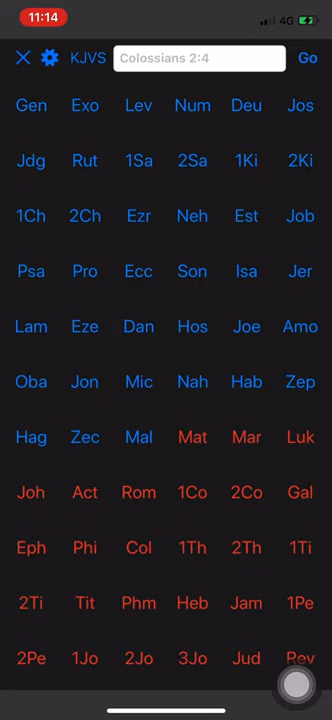 11:14 4G
KJVS Colossians 2:4 Go
Gen Exo Lev Num Deu Jos
Jdg Rut 1Sa 2Sa 1Ki 2Ki
1Ch 2Ch Ezr Neh Est Job
Psa Pro Ecc Son Isa Jer
Lam Eze Dan Hos Joe Amo
Oba Jon Mic Nah Hab Zep
Hag Zec Mal Mat Mar Luk
Joh Act Rom 1Co 2Co Gal
Eph Phi Col 1Th 2Th 1Ti
2Ti Tit Phm Heb Jam 1Pe
2Pe 1Jo 2Jo 3Jo Jud Rev